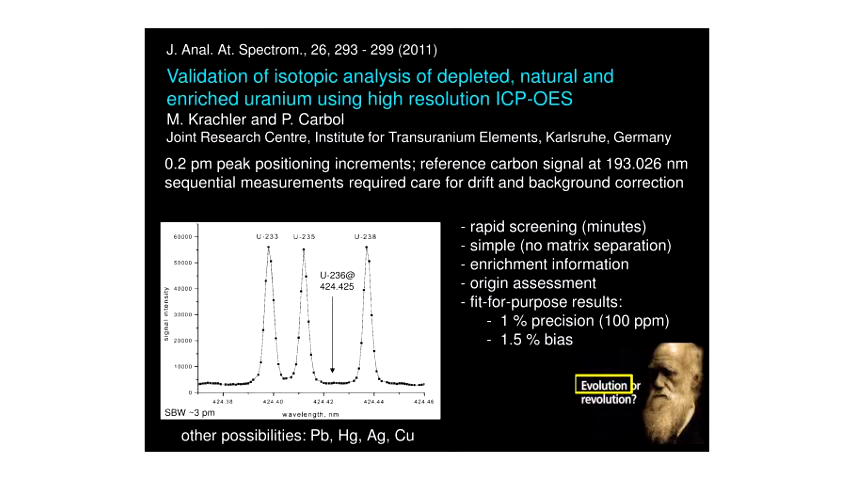 J. Anal. At. Spectrom., 26, 293 - 299 (2011)
Validation of isotopic analysis of depleted, natural and
enriched uranium using high resolution ICP-OES
M. Krachler and P. Carbol
Joint Research Centre, Institute for Transuranium Elements, Karlsruhe, Germany
0.2 pm peak positioning increments; reference carbon signal at 193.026 nm
sequential measurements required care for drift and background correction
60000
50000
40000
30000
20000
10000
0
signal intensity
U-233 U-235 U-238
U-236@
424.425
424.38 424.40 424.42 424.44 424.46
wavelength, nm
SBW ~3 pm
- rapid screening (minutes)
- simple (no matrix separation)
- enrichment information
- origin assessment
- fit-for-purpose results:
- 1 % precision (100 ppm)
- 1.5 % bias
Evolution or
revolution?
other possibilities: Pb, Hg, Ag, Cu